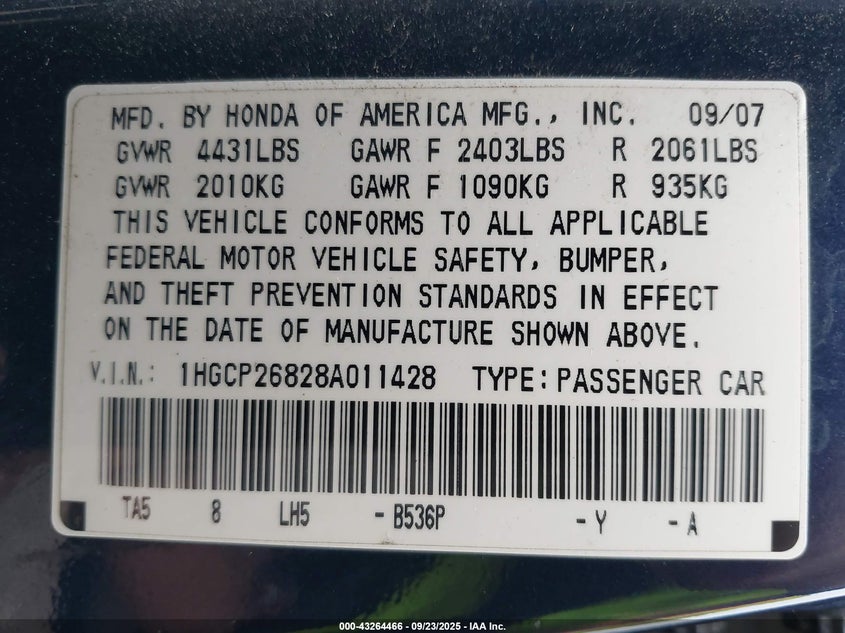 MFD. BY HONDA OF AMERICA MFG., INC. 09/07
GVWR 4431LBS GAWR F 2403LBS R 2061LBS
GVWR 2010KG GAWR F 1090KG R 935KG
THIS VEHICLE CONFORMS TO ALL APPLICABLE
FEDERAL MOTOR VEHICLE SAFETY, BUMPER,
AND THEFT PREVENTION STANDARDS IN EFFECT
ON THE DATE OF MANUFACTURE SHOWN ABOVE.
V.I.N.: 1HGCP26828A011428 TYPE:PASSENGER CAR
TA5 8 LH5 -B536P -Y -A
000-43264466 - 09/23/2025 - IAA Inc.